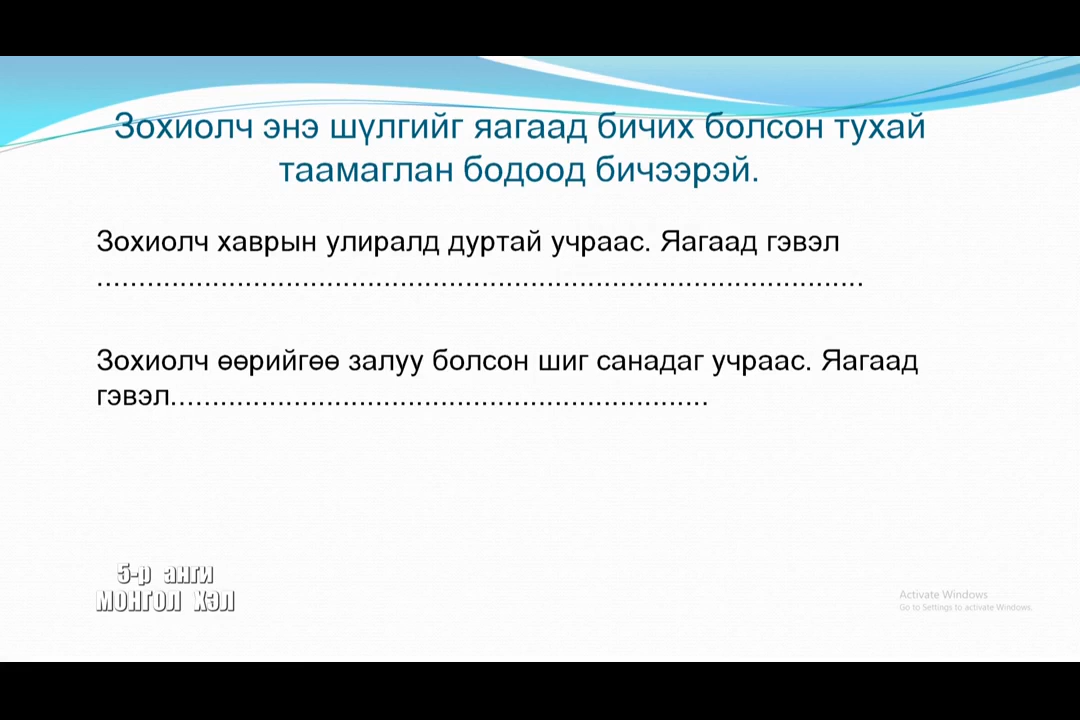 Зохиолч энэ шүлгийг яагаад бичих болсон тухай
таамаглан бодоод бичээрэй.
Зохиолч хаврын улиралд дуртай учраас. Яагаад гэвэл
............................................................................................
Зохиолч өөрийгөө залуу болсон шиг санадаг учраас. Яагаад
гэвэл.................................................................
5-р анги
МОНГОЛ ХЭЛ
Activate Windows
Go to Settings to activate Windows.